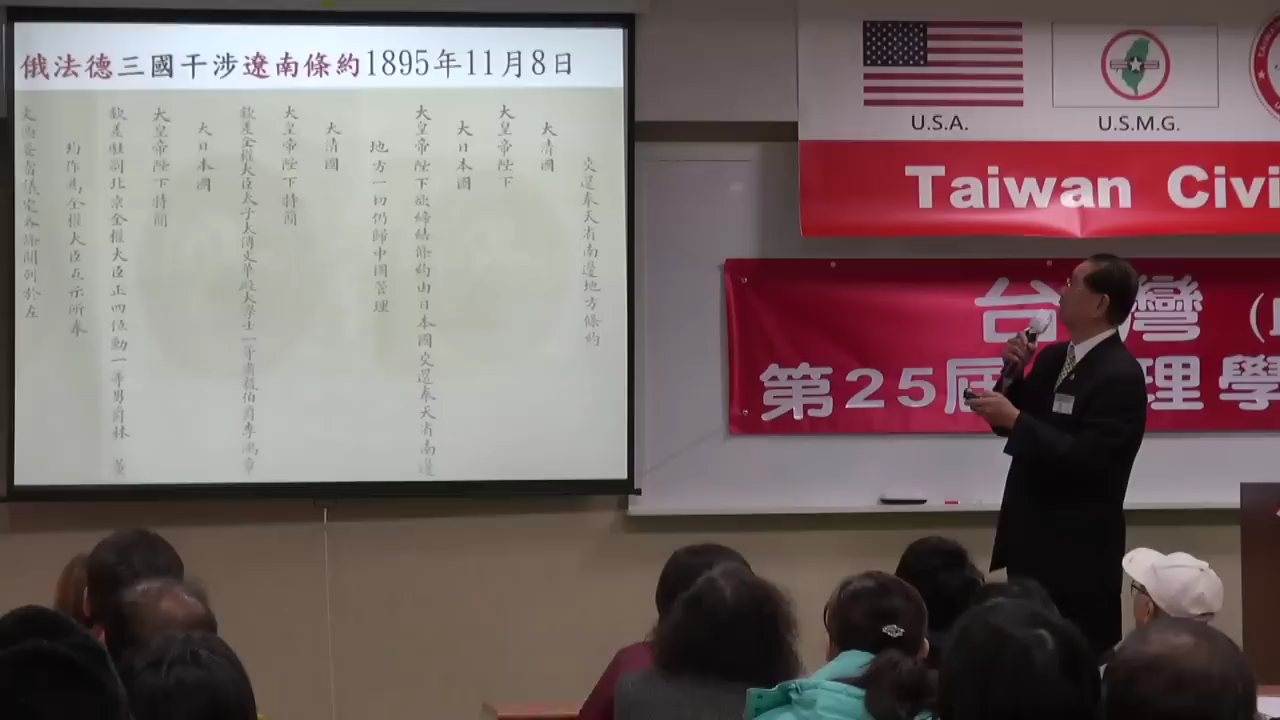 俄法德三國干涉遼南條約1895年11月8日
交還奉天省南邊地方條約
大清國
大皇帝陛下
大日本國
大皇帝陛下欲締結條約由日本國交還奉天省南邊
地方一切仍歸中國管理
大清國
大皇帝陛下特簡
欽差全權大臣太子太傅文華殿大學士一等肅毅伯爵李鴻章
大日本國
大皇帝陛下特簡
欽差駐劄北京全權大臣正四位勳一等男爵林 董
均作為全權大臣互示所奉
開列於左
U.S.A.
U.S.M.G.
Taiwan Civi
台灣
第25屆 理學